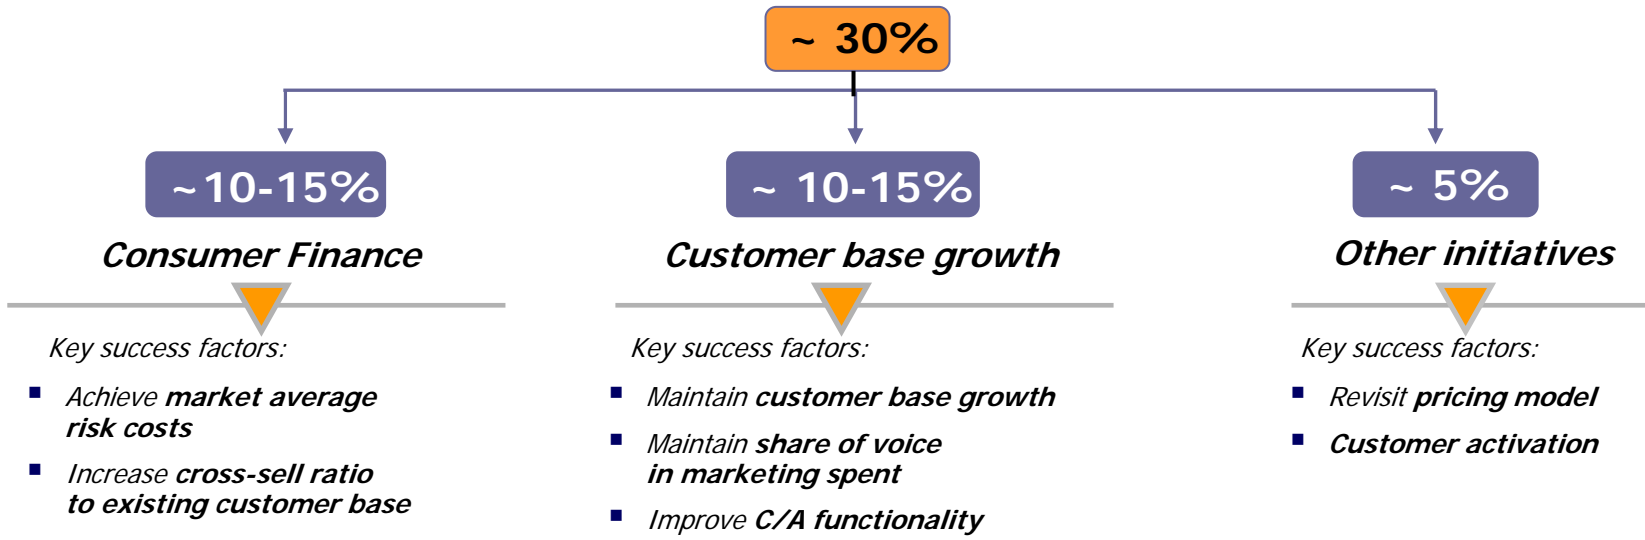 ~ 30%
~10-15%
Consumer Finance
Key success factors:
▪ Achieve market average
risk costs
▪ Increase cross-sell ratio
to existing customer base
~ 10-15%
Customer base growth
Key success factors:
▪ Maintain customer base growth
▪ Maintain share of voice
in marketing spent
▪ Improve C/A functionality
~ 5%
Other initiatives
Key success factors:
▪ Revisit pricing model
▪ Customer activation